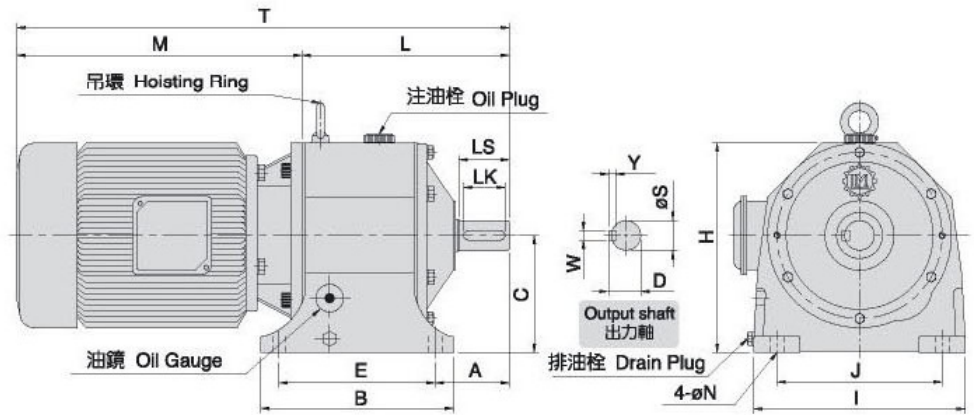 T
M
L
吊環 Hoisting Ring
注油栓 Oil Plug
LS
LK
Y
øS
W
D
C
H
Output shaft
出力軸
油鏡 Oil Gauge
E
A
B
排油栓 Drain Plug
4-øN
J
I